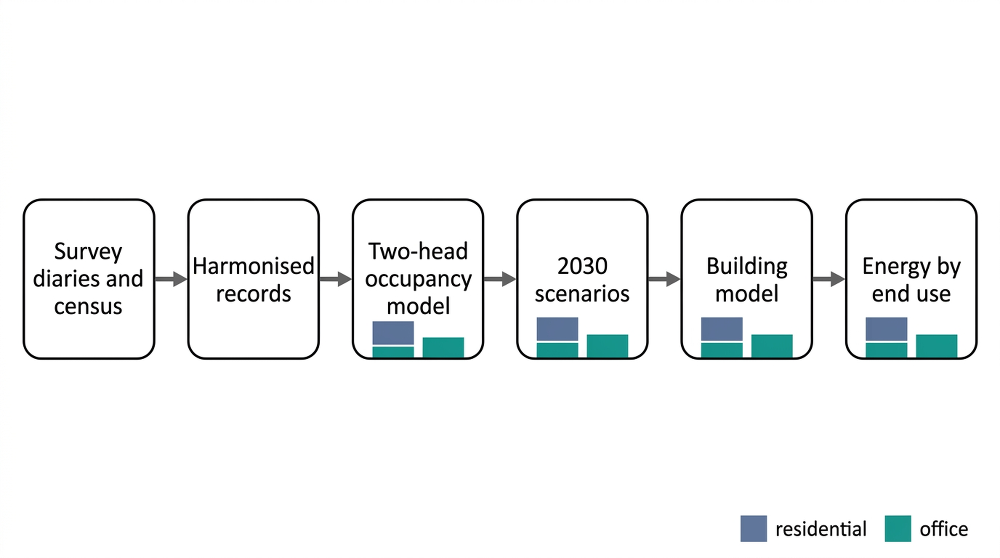 Survey
diaries and
census
Harmonised
records
Two-head
occupancy
model
2030
scenarios
Building
model
Energy by
end use
residential
office